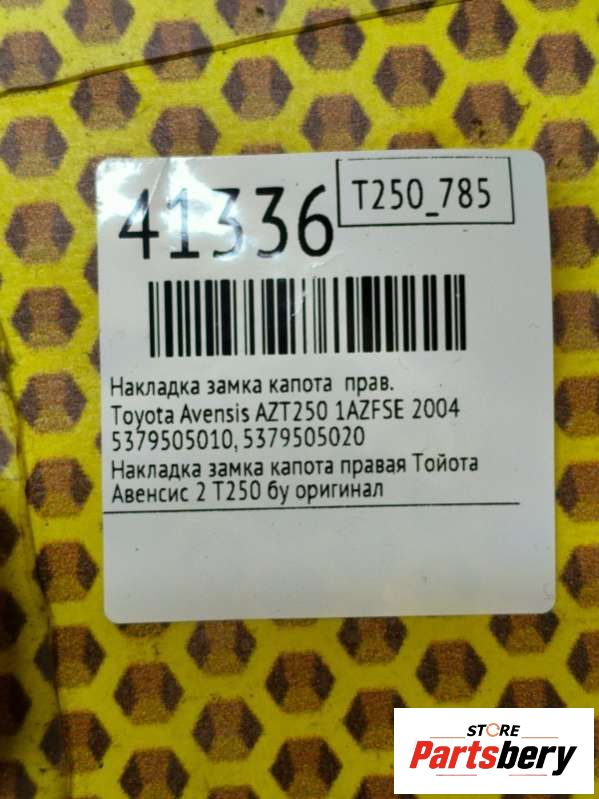 41336
T250_785
Накладка замка капота прав.
Toyota Avensis AZT250 1AZFSE 2004
5379505010, 5379505020
Накладка замка капота правая Тойота
Авенсис 2 Т250 бу оригинал
STORE
Partsbery